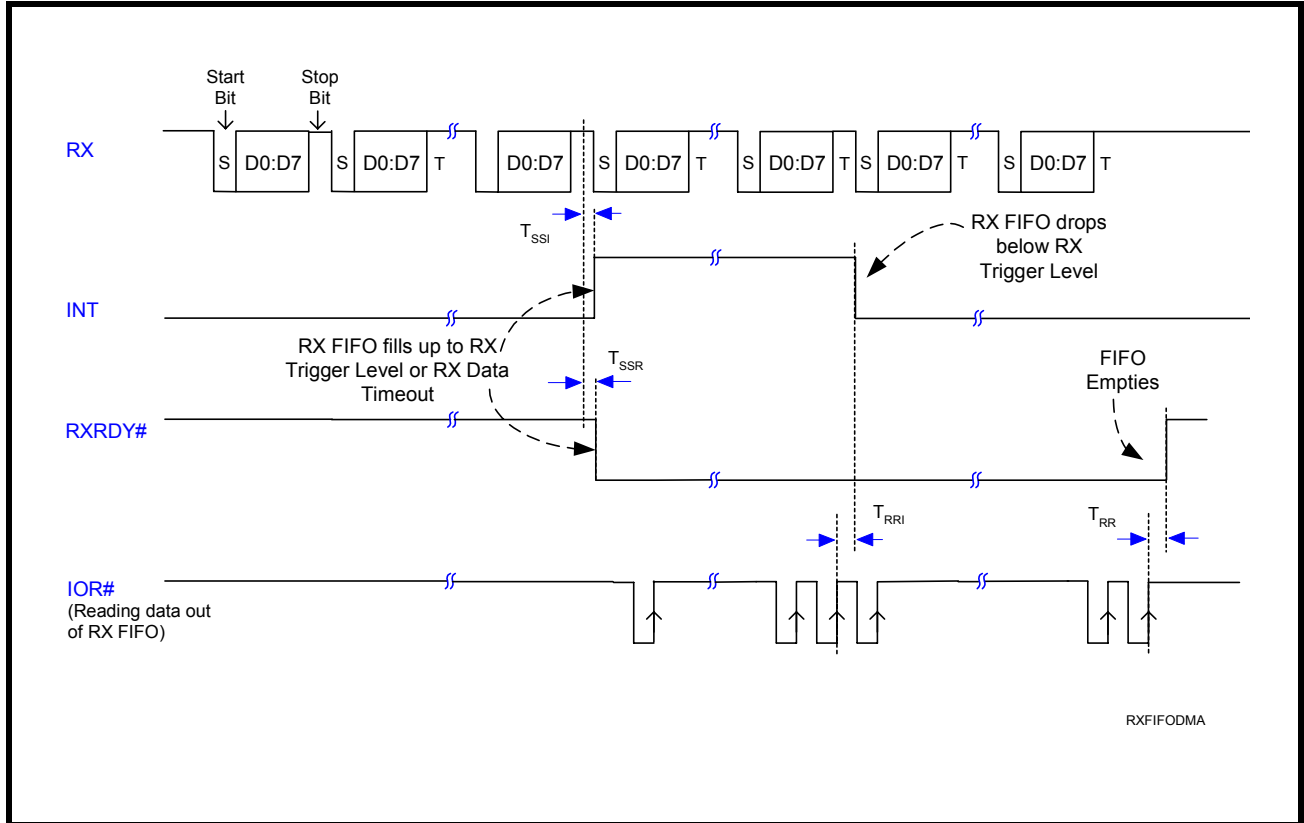 Start
Bit
Stop
Bit
RX
S D0:D7 S D0:D7 T D0:D7 S D0:D7 T S D0:D7 T S D0:D7 T S D0:D7 T
TSSI
RX FIFO drops
below RX
Trigger Level
INT
RX FIFO fills up to RX
Trigger Level or RX Data
Timeout
TSSR
FIFO
Empties
RXRDY#
TRRI
TRR
IOR#
(Reading data out
of RX FIFO)
RXFIFODMA